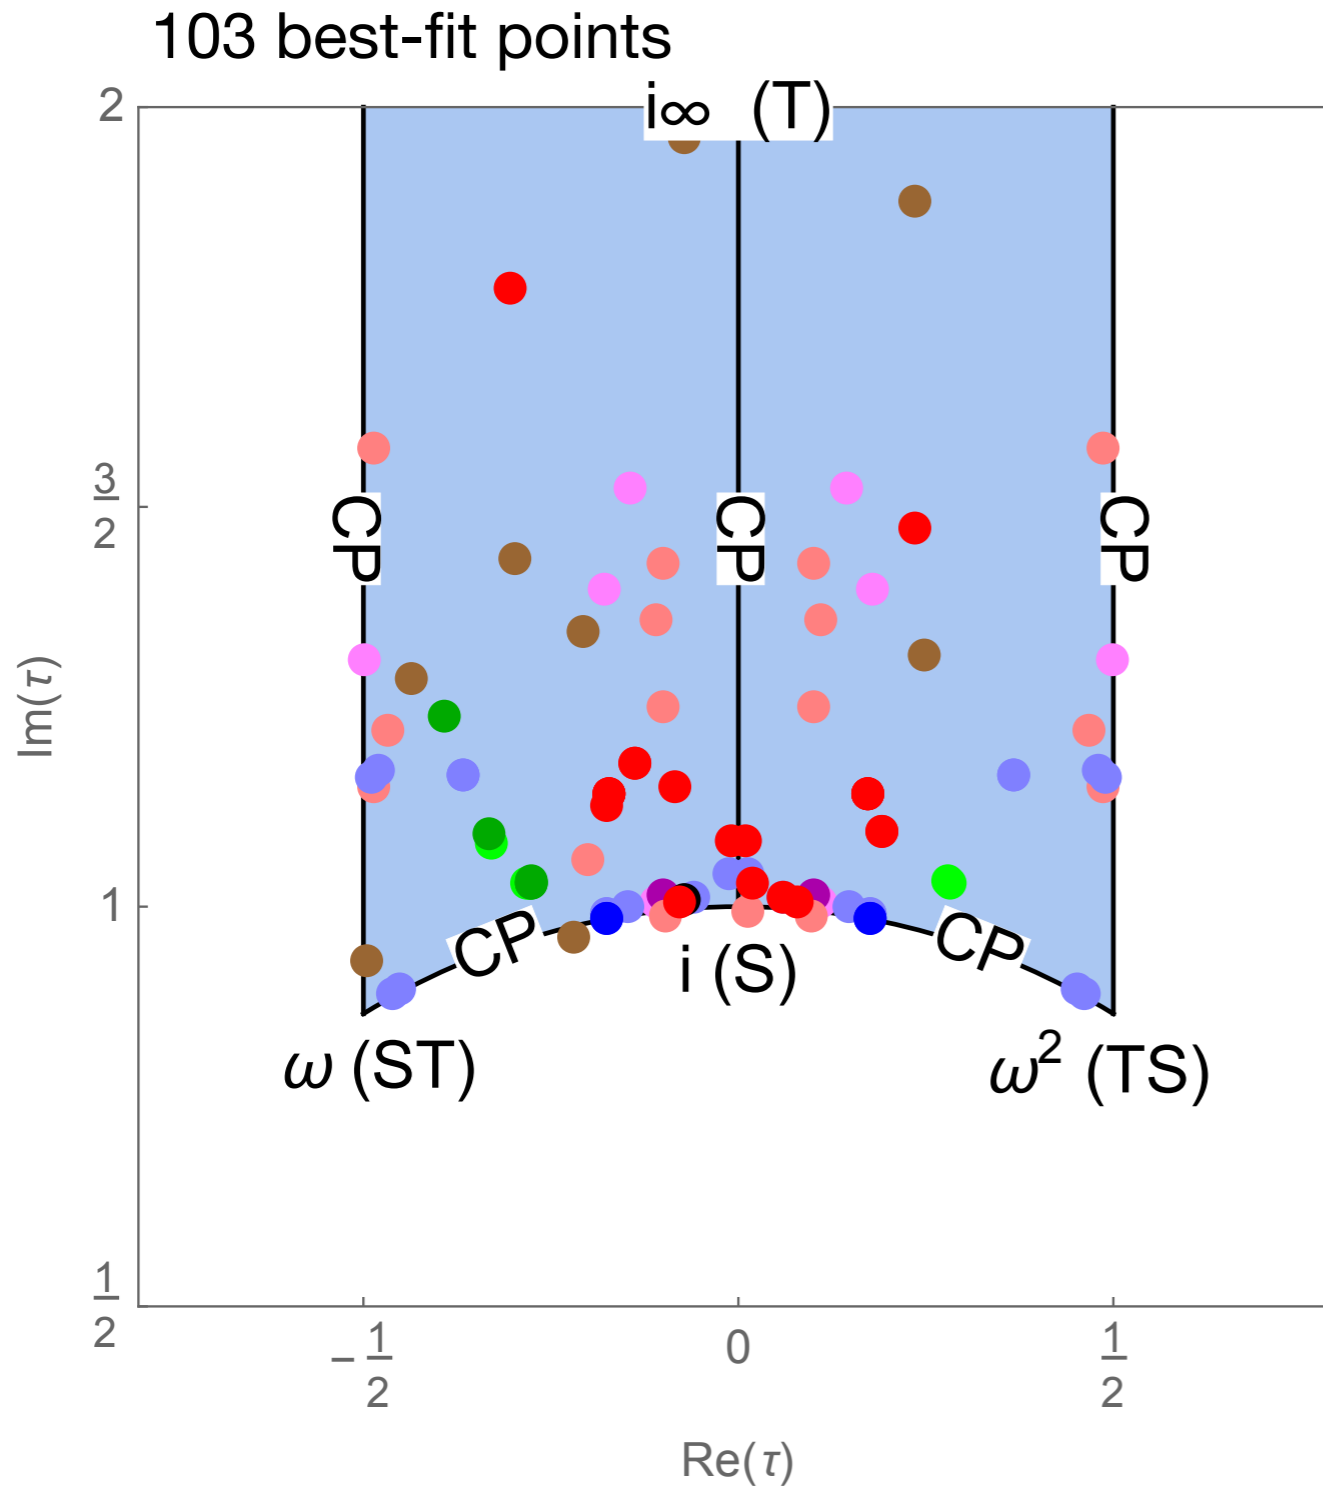 103 best-fit points
2
i∞ (T)
3
2
CP
CP
CP
Im(τ)
1
CP
CP
i (S)
ω (ST)
ω² (TS)
1
2
−1
2
0
1
2
Re(τ)